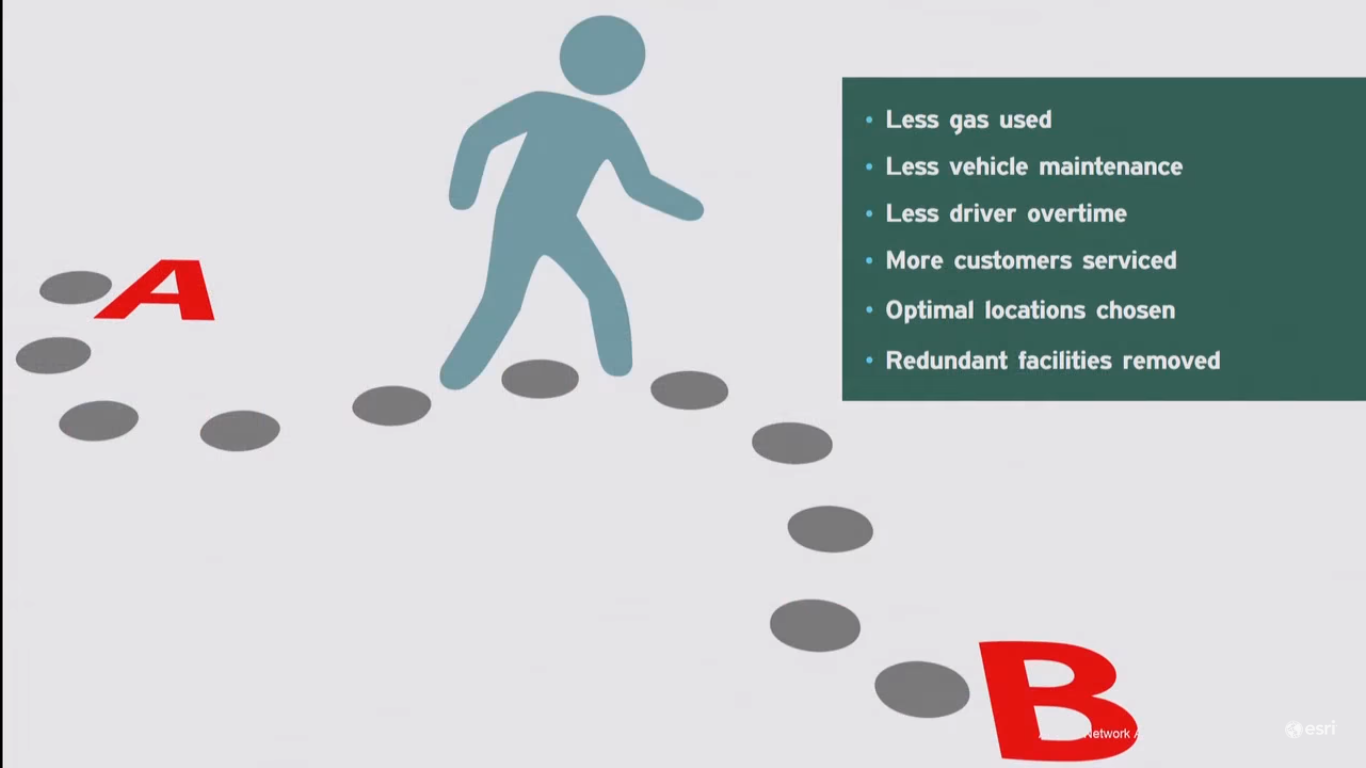 A
Less gas used
Less vehicle maintenance
Less driver overtime
More customers serviced
Optimal locations chosen
Redundant facilities removed
B
Network
esri